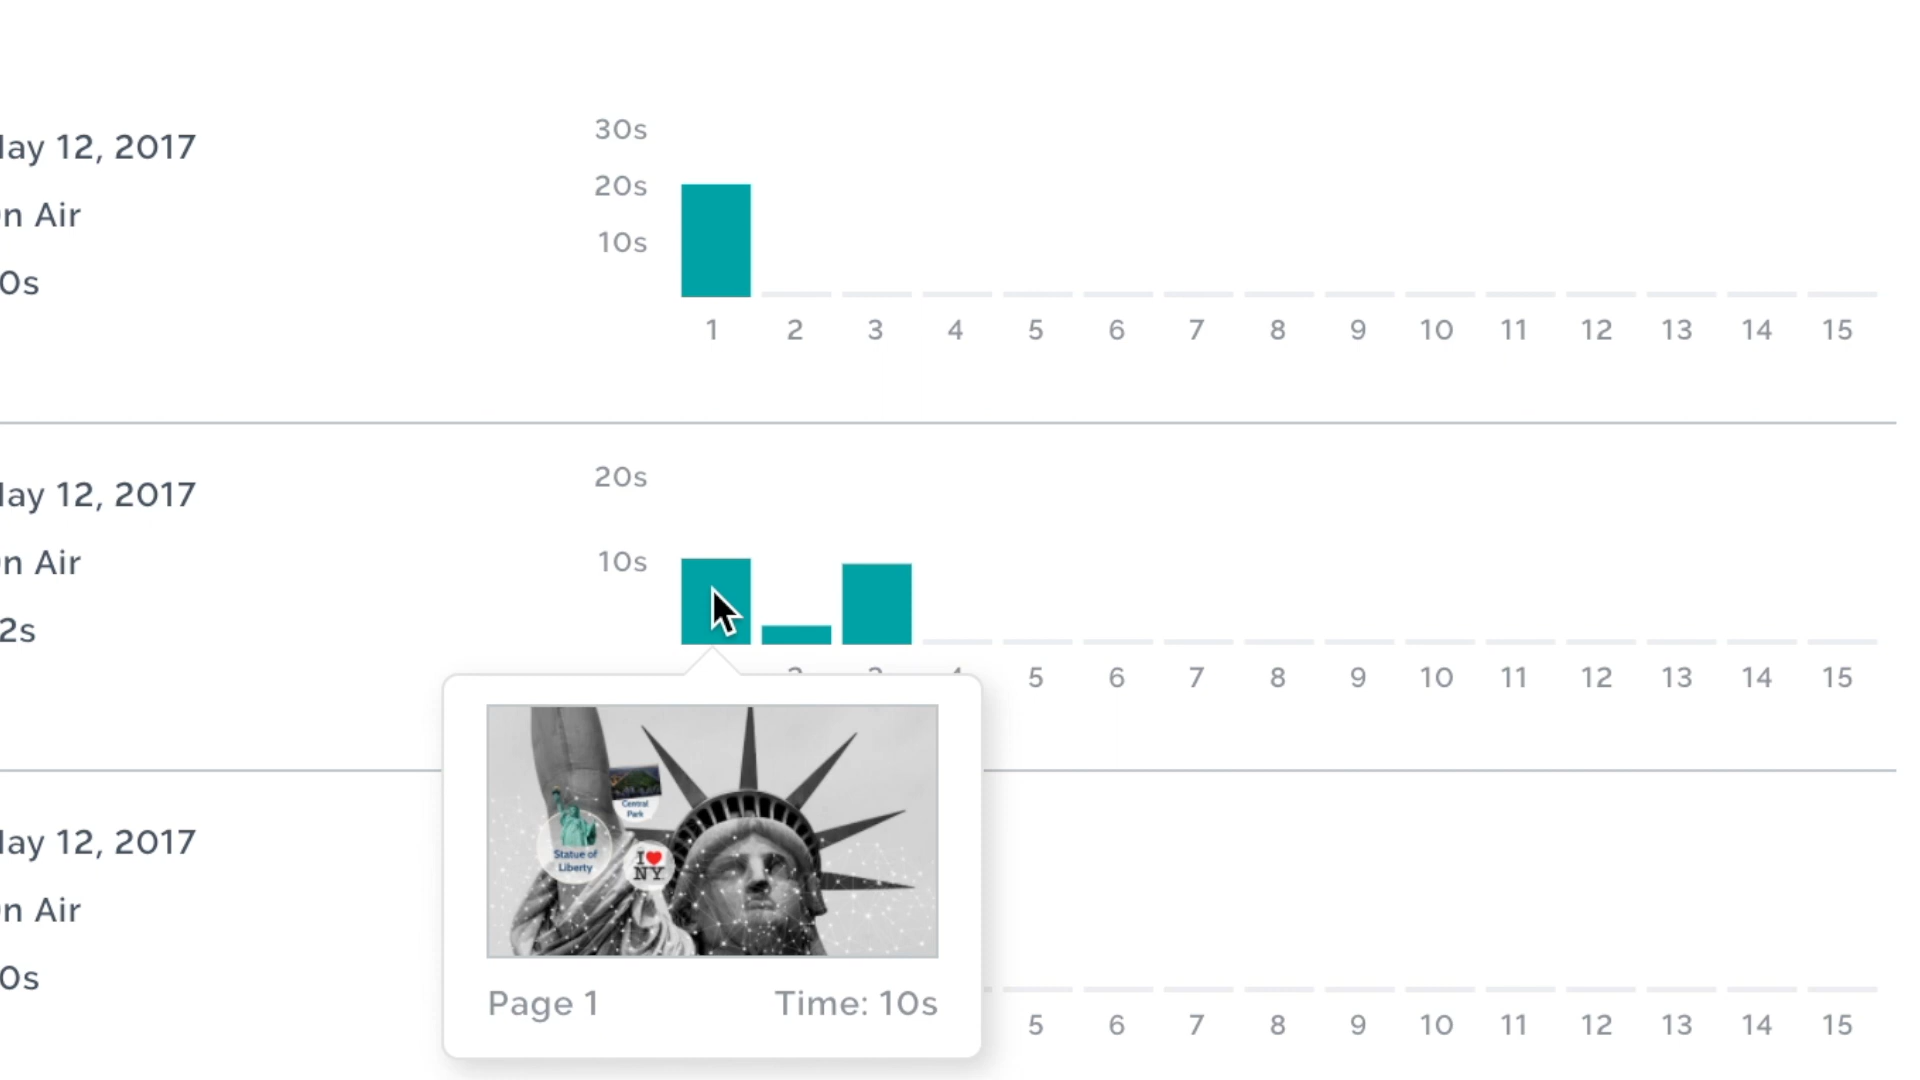 30s
lay 12, 2017
20s
n Air
10s
0s
1 2 3 4 5 6 7 8 9 10 11 12 13 14 15
20s
lay 12, 2017
10s
n Air
2s
5 6 7 8 9 10 11 12 13 14 15
Central
Park
lay 12, 2017
Statue of
Liberty
I❤
NY
n Air
0s
Page 1 Time: 10s
5 6 7 8 9 10 11 12 13 14 15